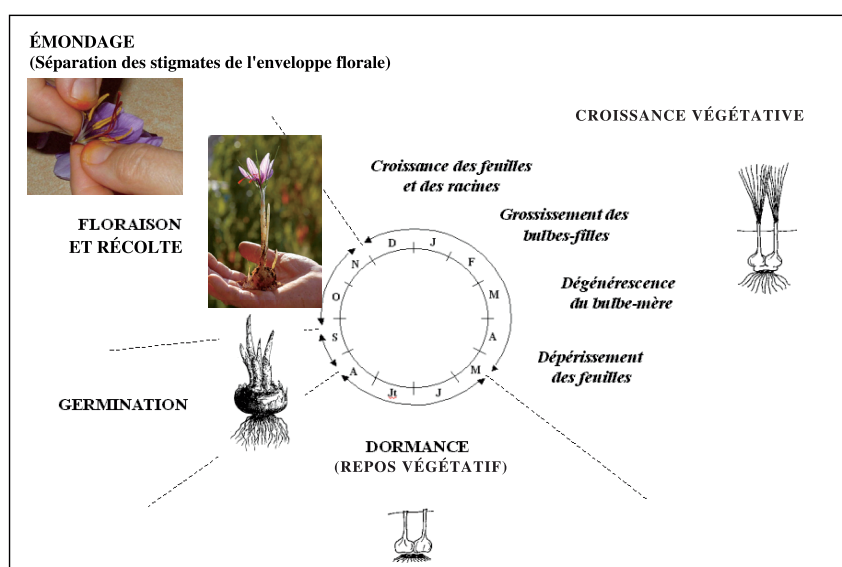 ÉMONDAGE
(Séparation des stigmates de l'enveloppe florale)
CROISSANCE VÉGÉTATIVE
Croissance des feuilles
et des racines
FLORAISON
ET RÉCOLTE
Grossissement des
bulbes-filles
Dégénérescence
du bulbe-mère
Dépérissement
des feuilles
D
J
F
M
A
M
J
Jt
A
S
O
N
GERMINATION
DORMANCE
(REPOS VÉGÉTATIF)